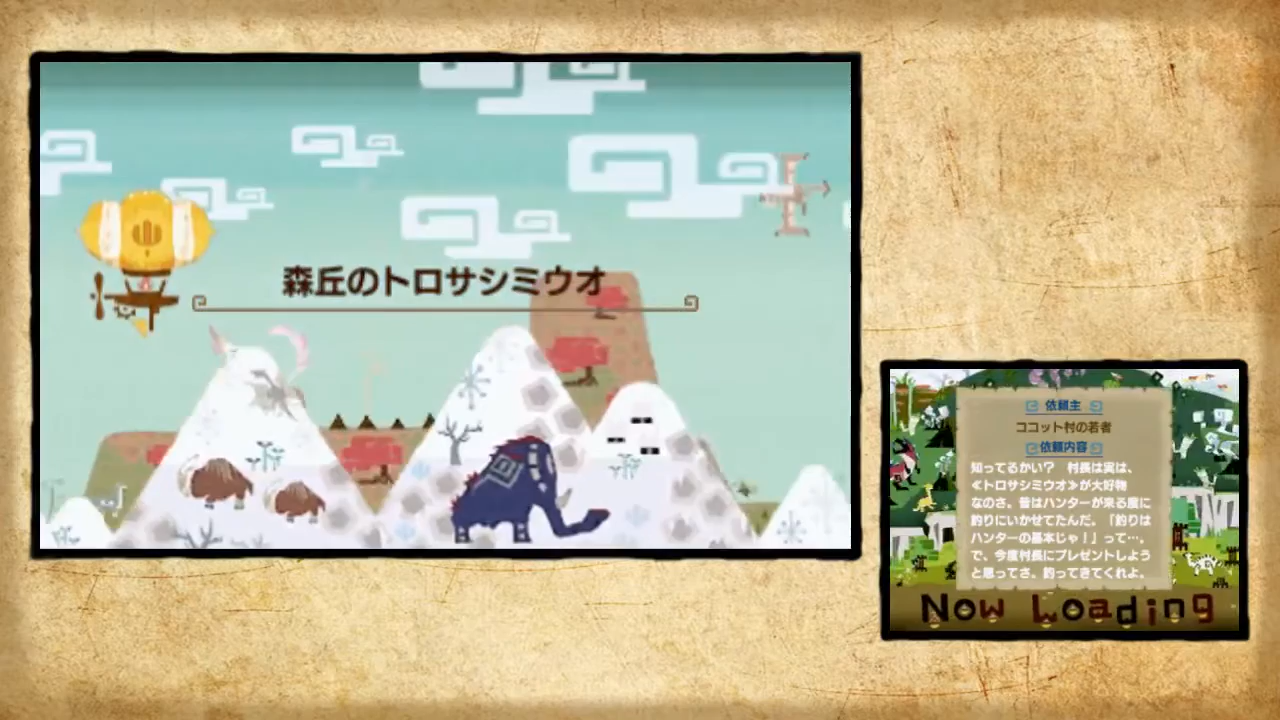 森丘のトロサシミウオ
依頼主
ココット村の若者
依頼内容
知ってるかい？　村長は実は、
≪トロサシミウオ≫が大好物
なのさ、昔はハンターが来る度に
釣りにいかせてたんだ。「釣りは
ハンターの基本じゃ！」って…。
で、今度村長にプレゼントしよう
と思ってさ。釣ってきてくれよ。
Now Loading